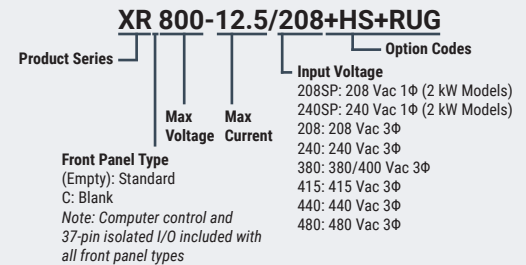 XR 800-12.5/208+HS+RUG
Product Series
Option Codes
Max
Voltage
Max
Current
Front Panel Type
(Empty): Standard
C: Blank
Note: Computer control and
37-pin isolated I/O included with
all front panel types
Input Voltage
208SP: 208 Vac 1Φ (2 kW Models)
240SP: 240 Vac 1Φ (2 kW Models)
208: 208 Vac 3Φ
240: 240 Vac 3Φ
380: 380/400 Vac 3Φ
415: 415 Vac 3Φ
440: 440 Vac 3Φ
480: 480 Vac 3Φ